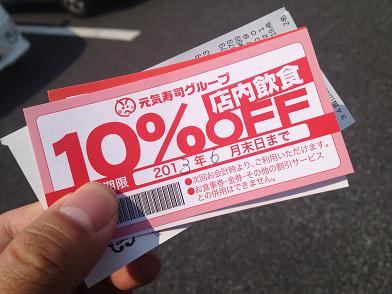 元気寿司グループ
店内飲食
10%OFF
期限 2013年6月末日まで
●次回お会計時より、ご利用いただけます。
●お食事券・金券・その他の割引サービス
との併用はできません。